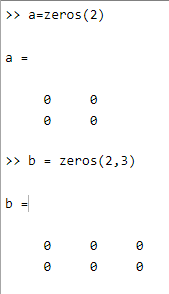 >> a=zeros(2)
a =
0 0
0 0
>> b = zeros(2,3)
b =
0 0 0
0 0 0